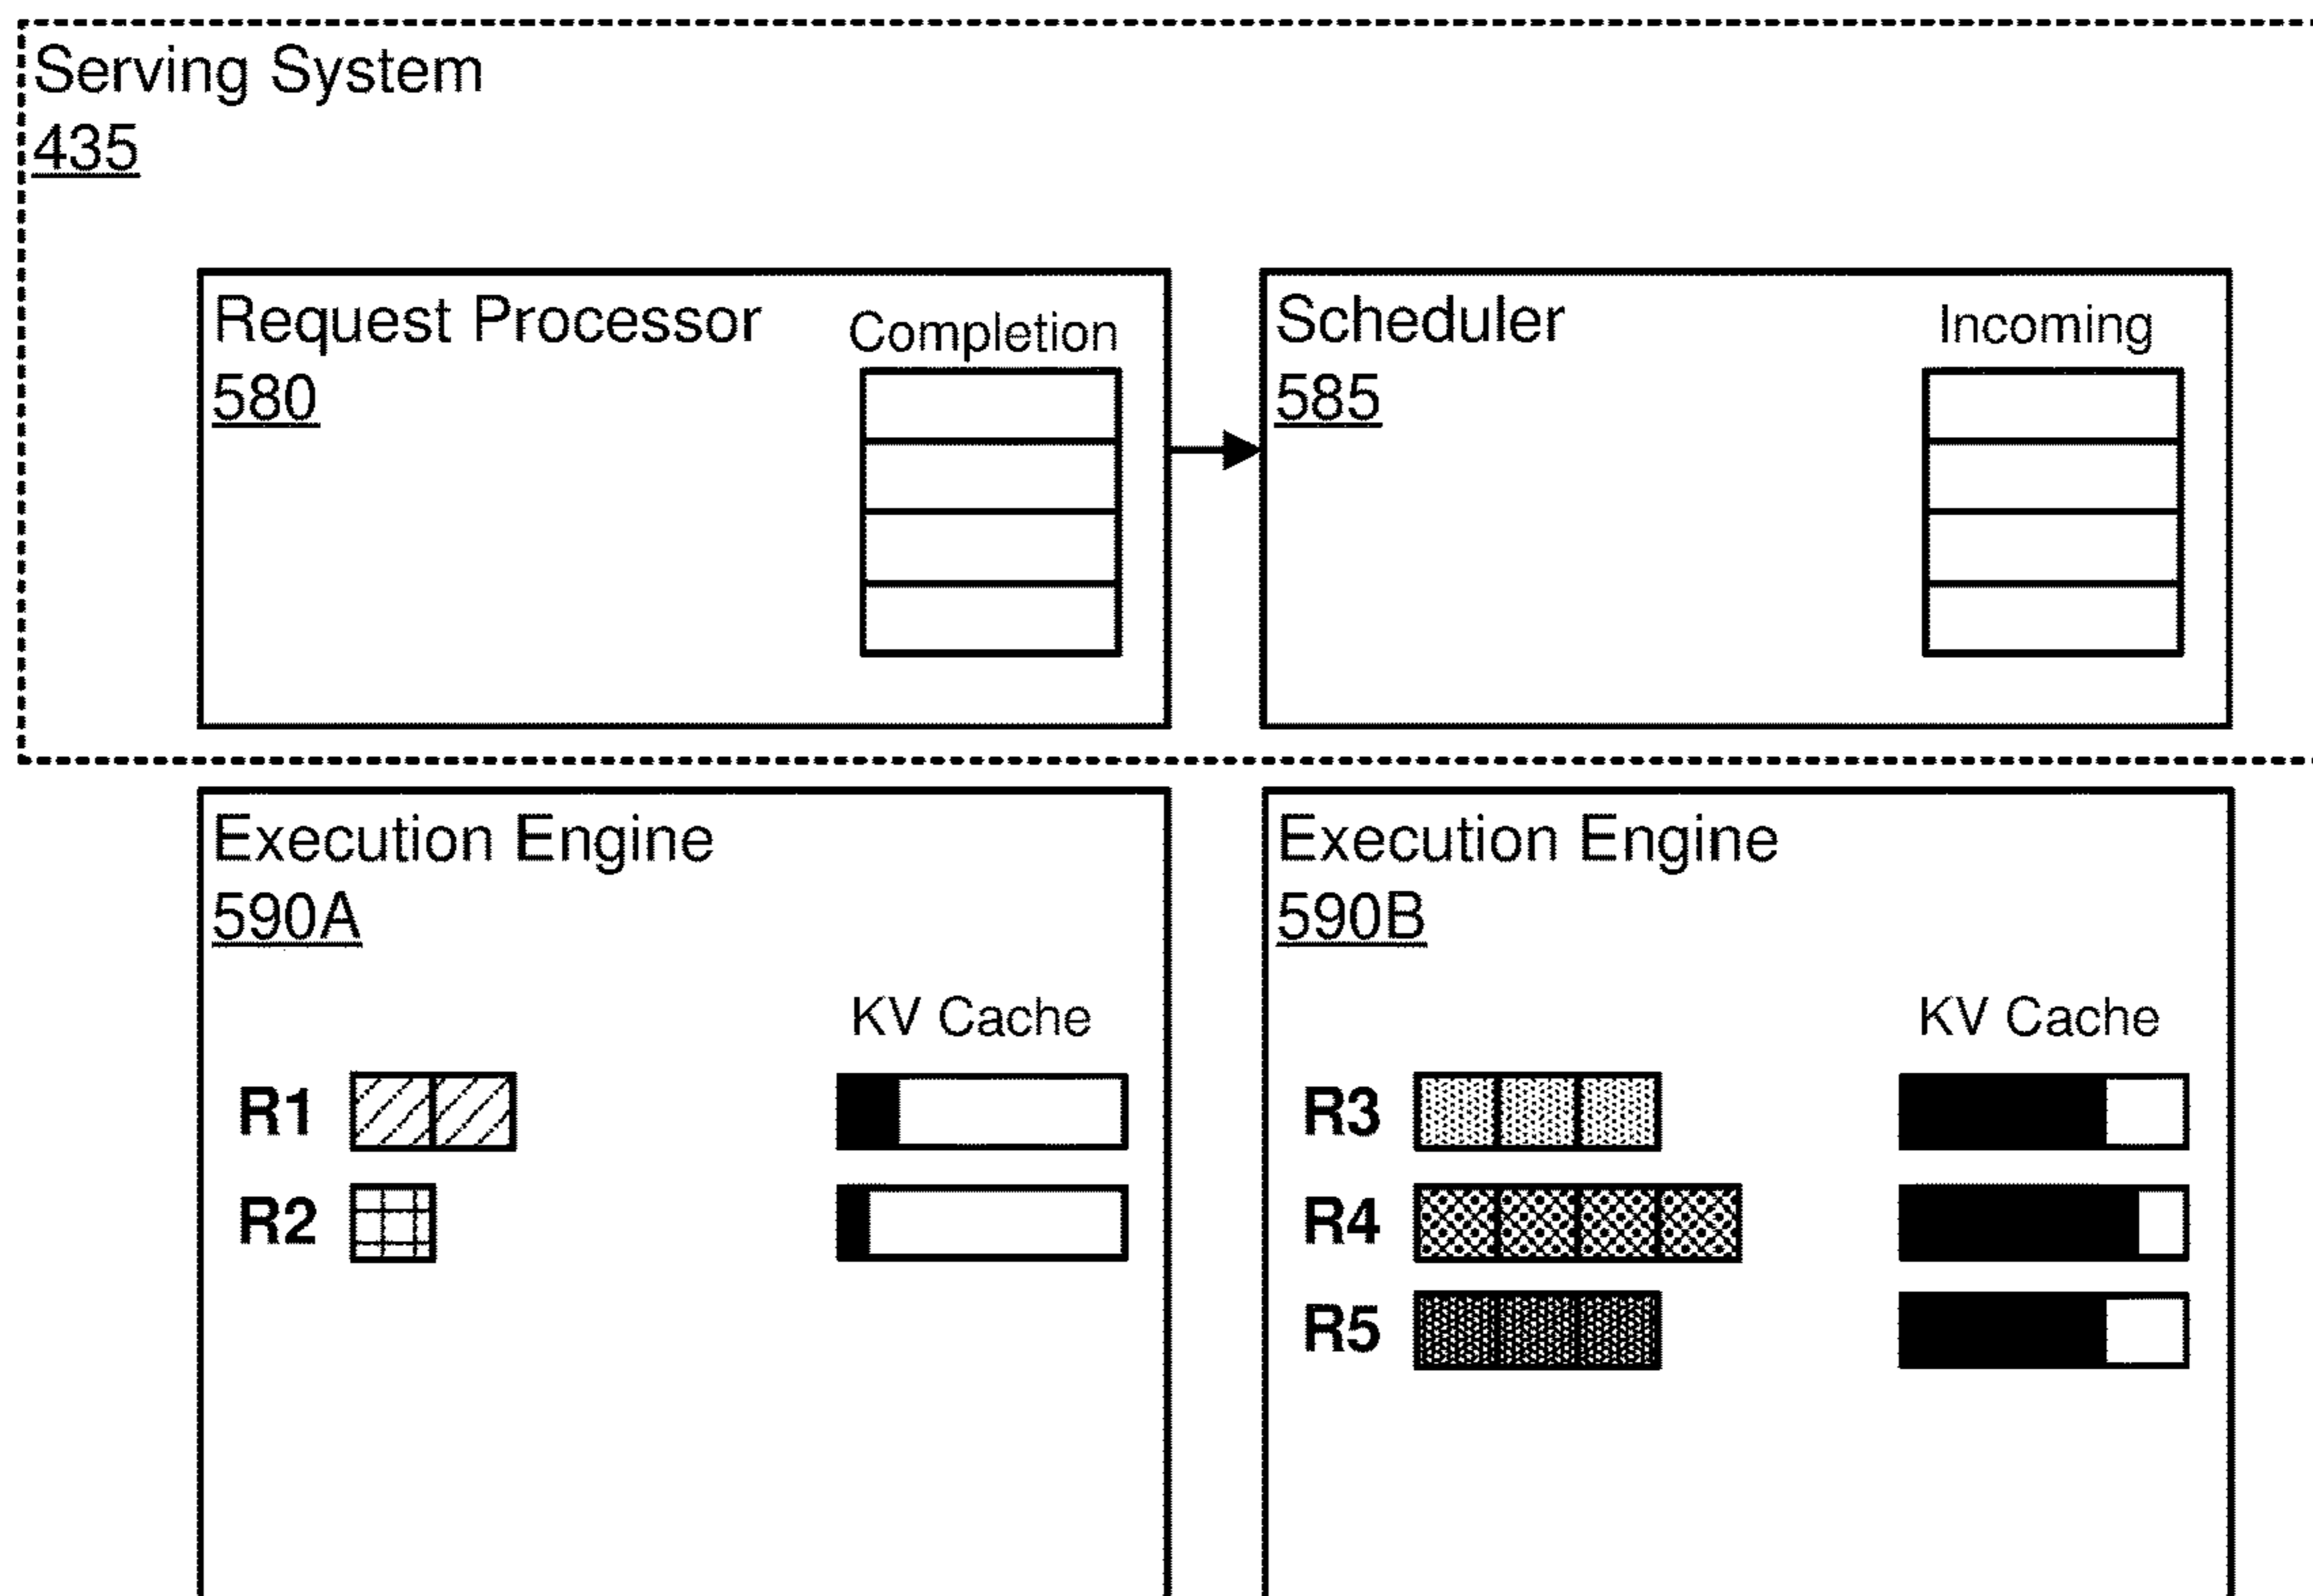 Serving System
435
Request Processor
580
Completion
Scheduler
585
Incoming
Execution Engine
590A
KV Cache
R1
R2
Execution Engine
590B
KV Cache
R3
R4
R5